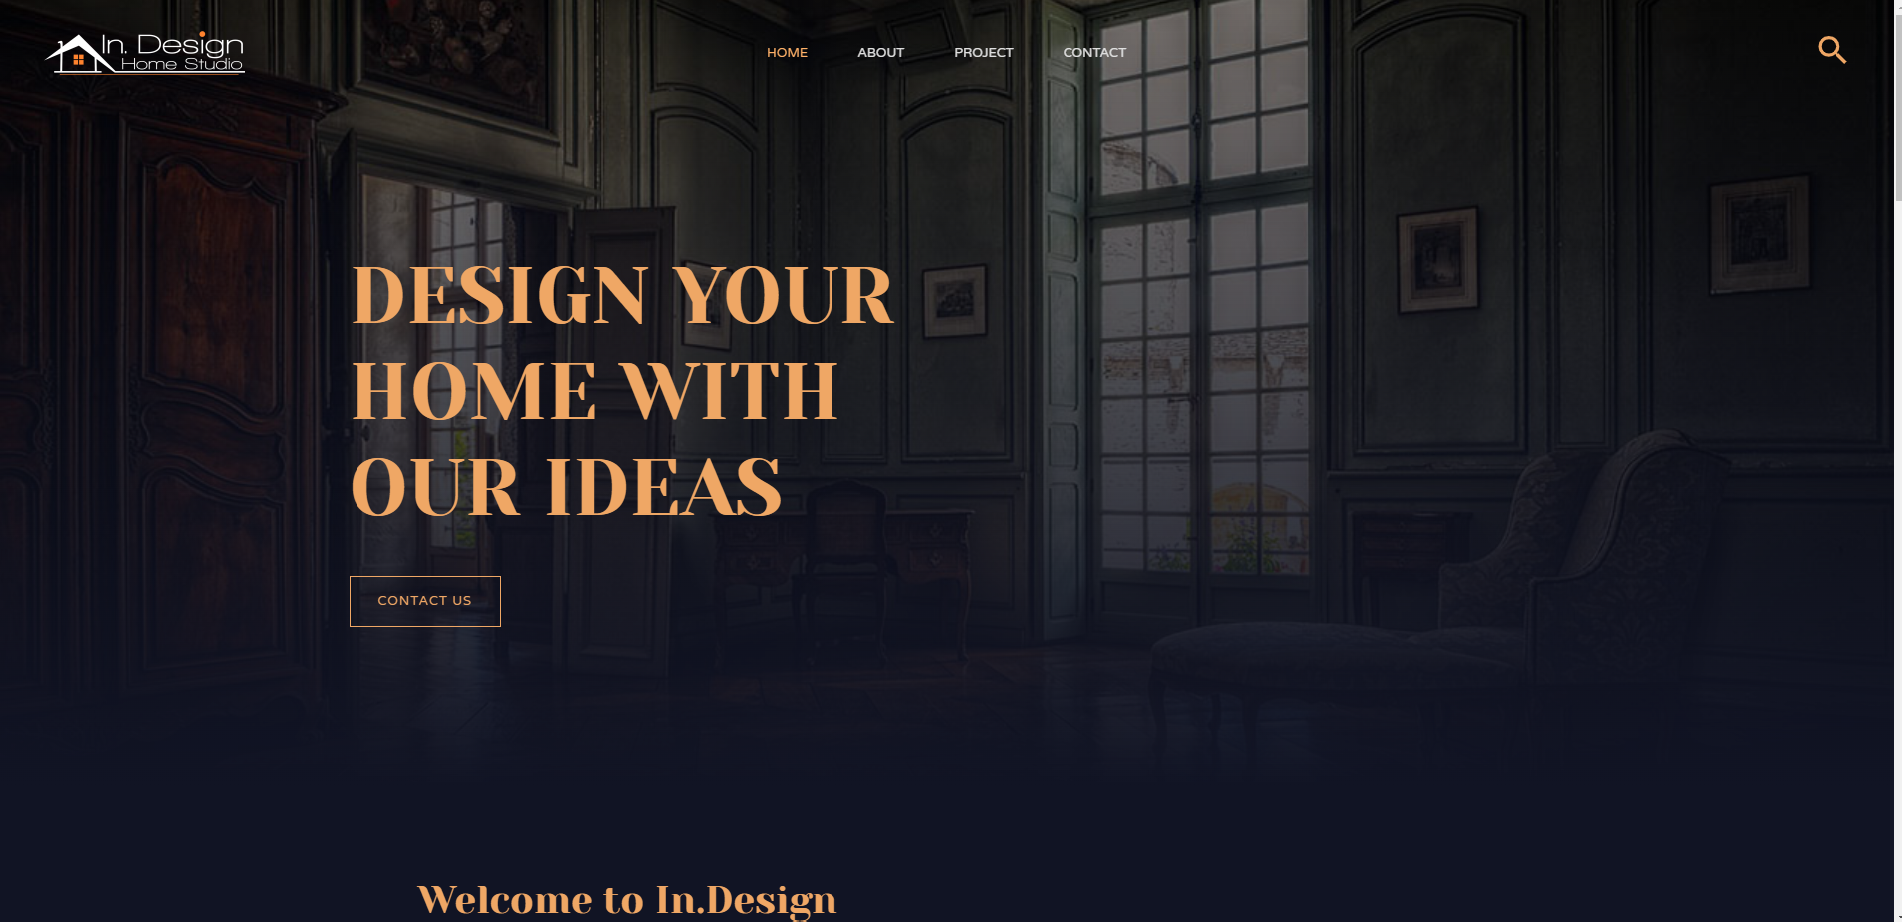 In. Design
Home Studio
HOME
ABOUT
PROJECT
CONTACT
DESIGN YOUR
HOME WITH
OUR IDEAS
CONTACT US
Welcome to In.Design